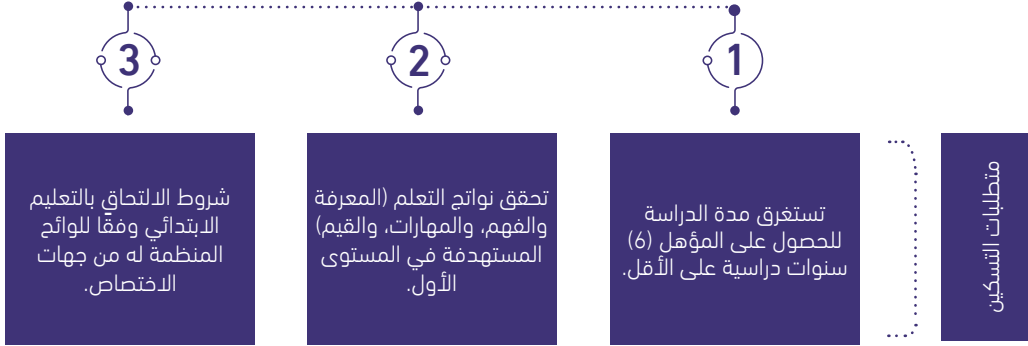 متطلبات التسكين
1
تستغرق مدة الدراسة
للحصول على المؤهل (6)
سنوات دراسية على الأقل.
2
تحقق نواتج التعلم (المعرفة
والفهم، والمهارات، والقيم)
المستهدفة في المستوى
الأول.
3
شروط الالتحاق بالتعليم
الابتدائي وفقًا للوائح
المنظمة له من جهات
الاختصاص.